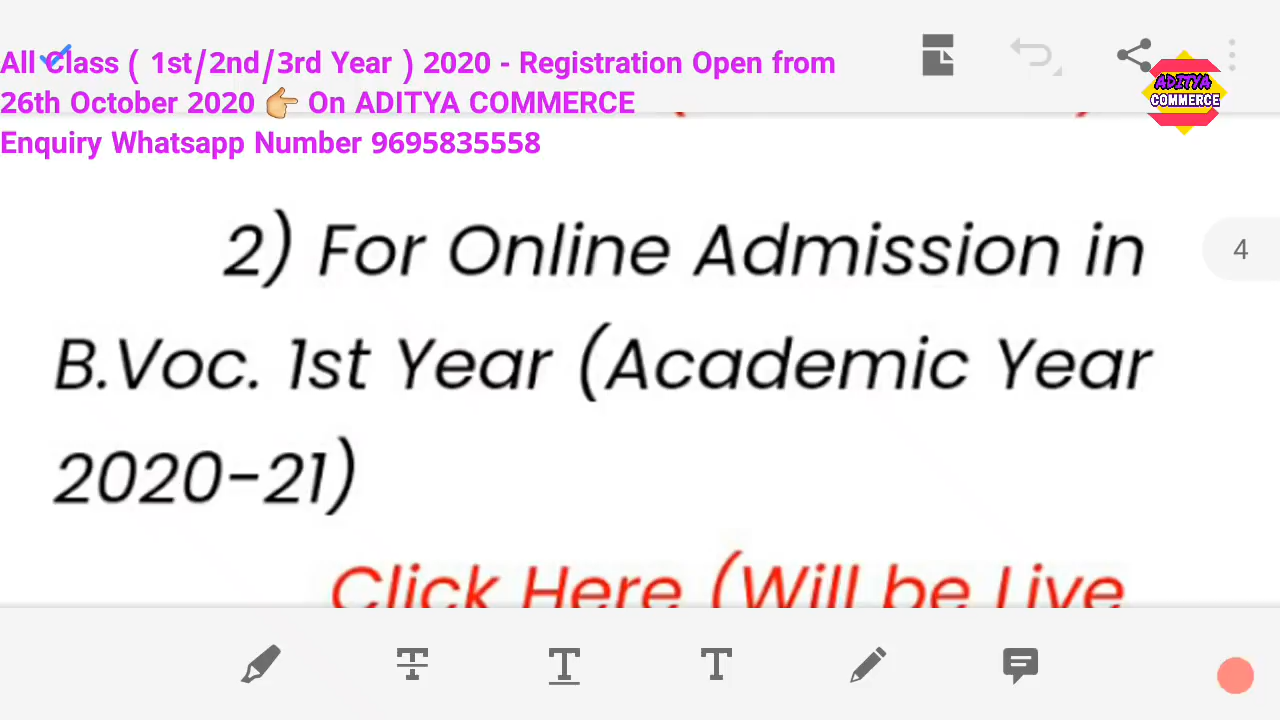 All Class ( 1st/2nd/3rd Year ) 2020 - Registration Open from
26th October 2020 👉 On ADITYA COMMERCE
Enquiry Whatsapp Number 9695835558
ADITYA
COMMERCE
2) For Online Admission in
4
B.Voc. 1st Year (Academic Year
2020-21)
Click Here (Will be Live